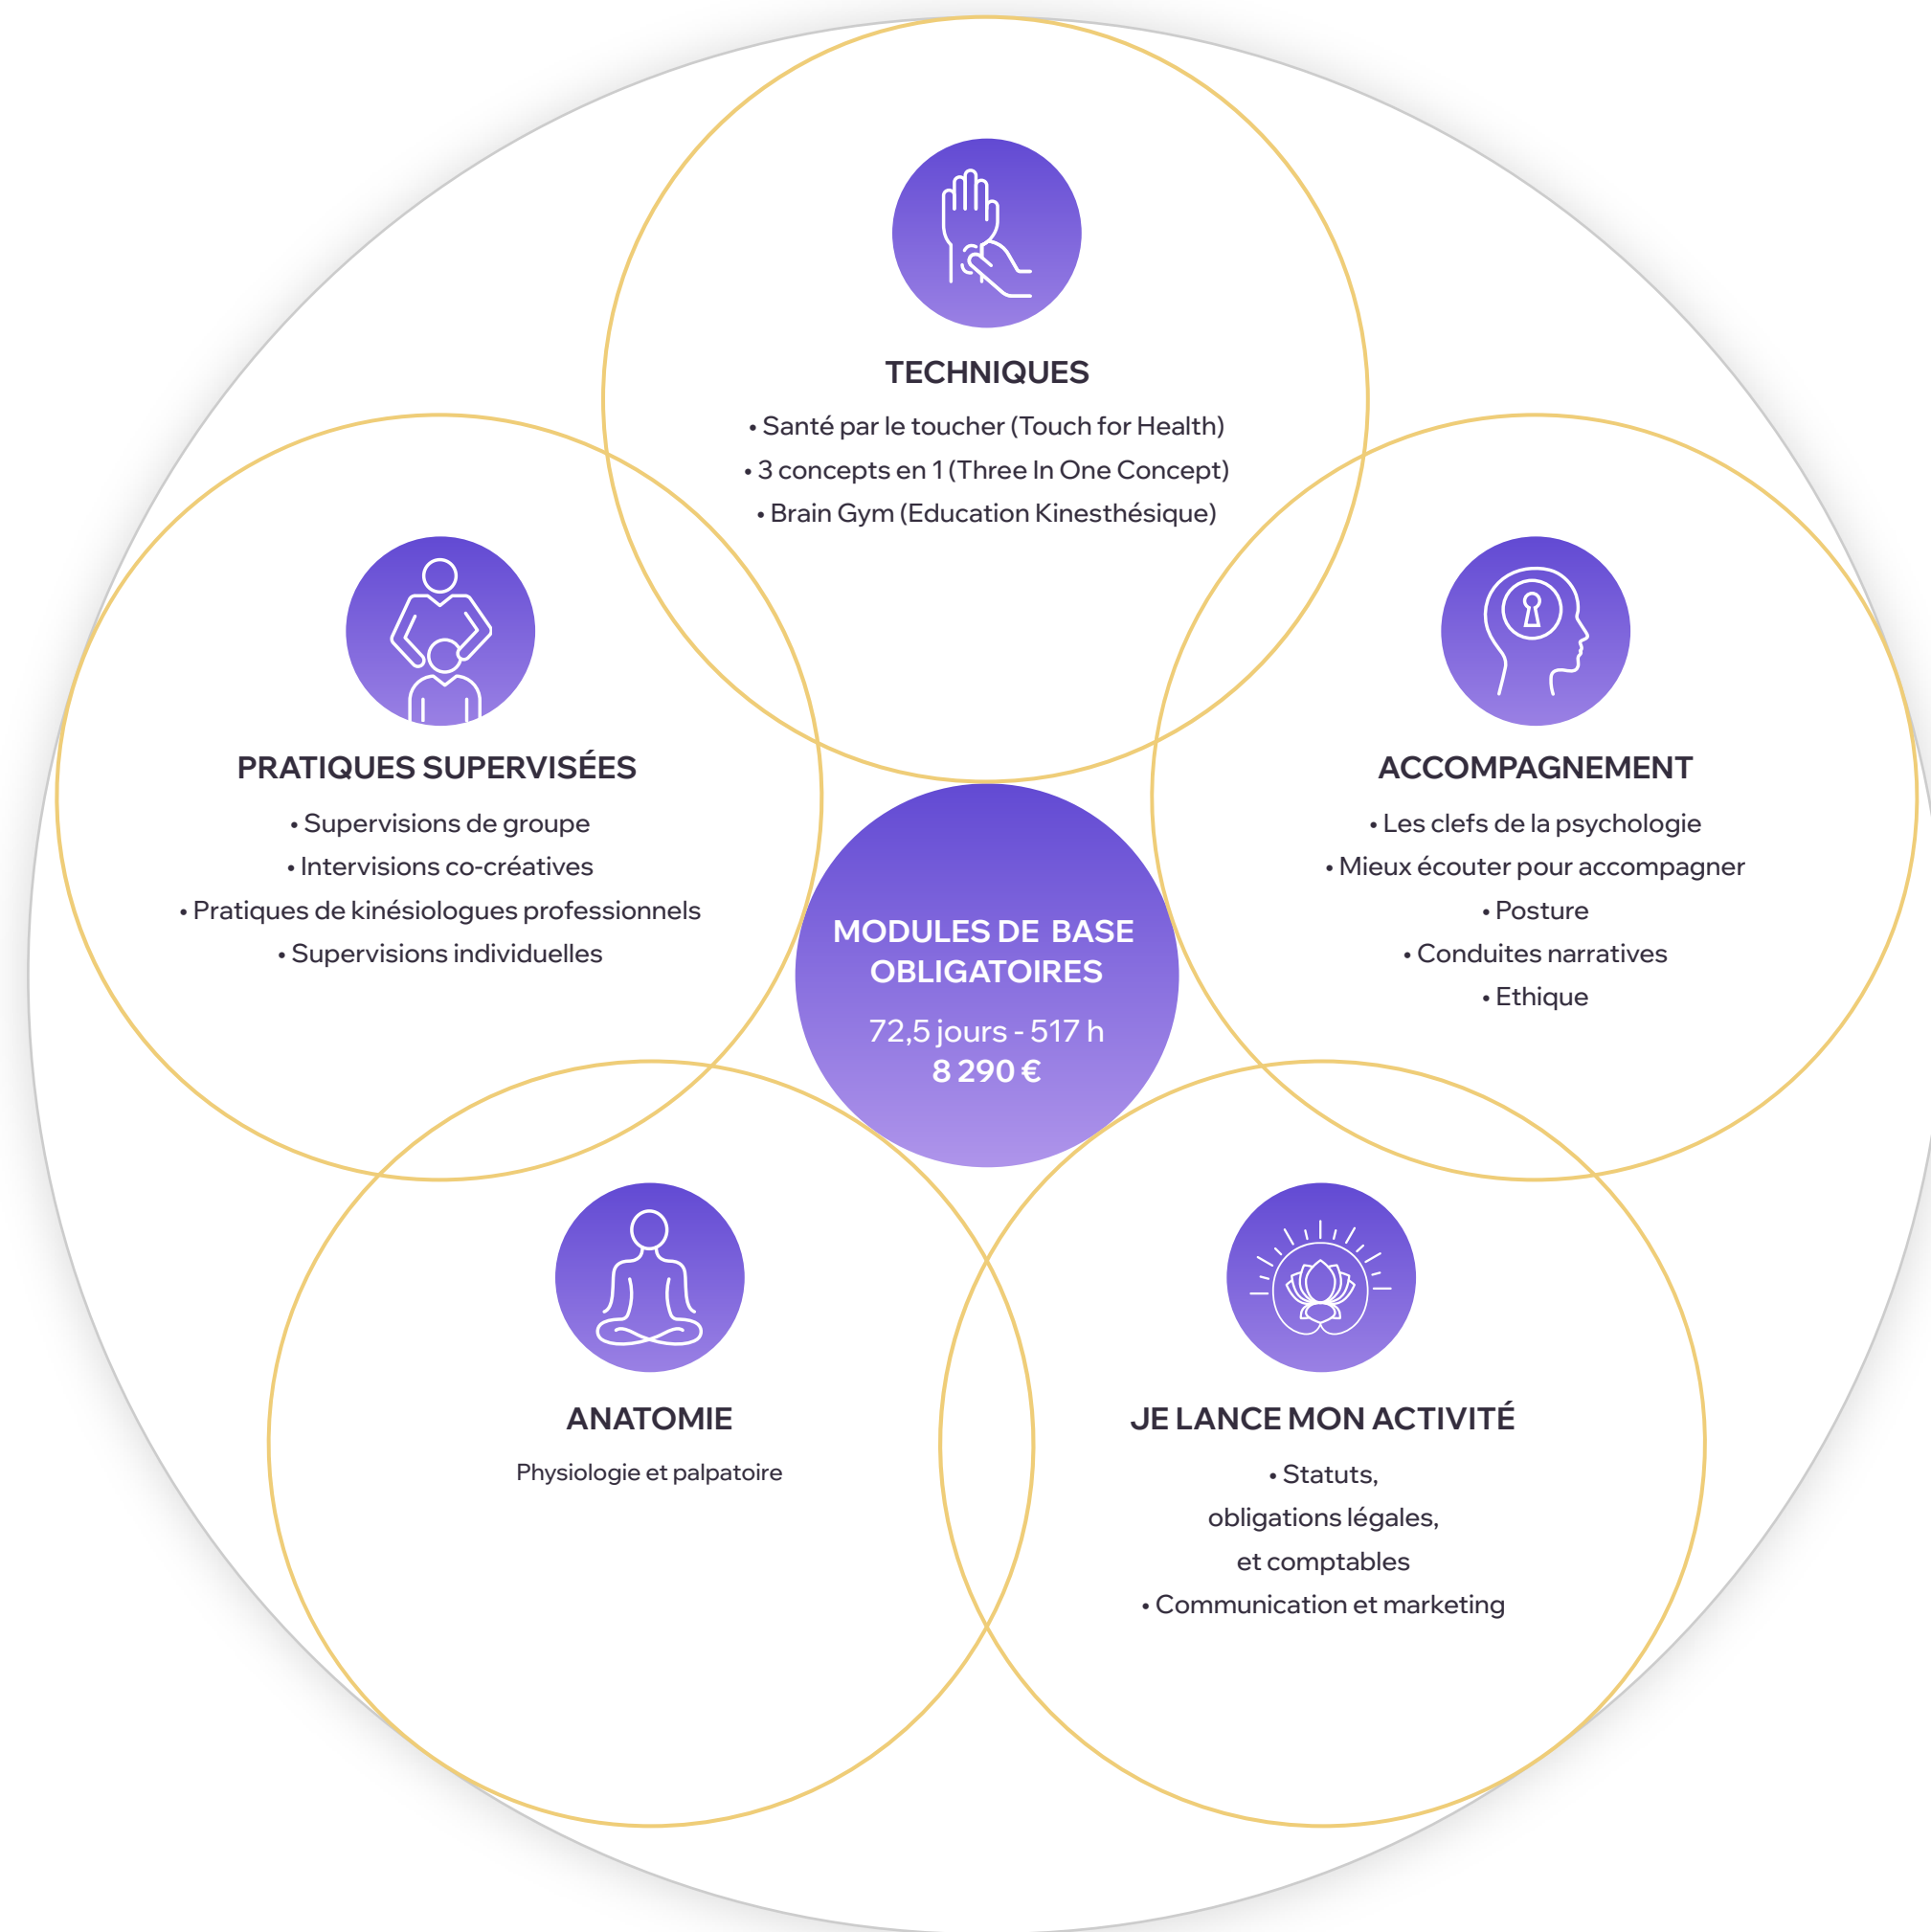 TECHNIQUES
• Santé par le toucher (Touch for Health)
• 3 concepts en 1 (Three In One Concept)
• Brain Gym (Education Kinesthésique)
PRATIQUES SUPERVISÉES
• Supervisions de groupe
• Intervisions co-créatives
• Pratiques de kinésiologues professionnels
• Supervisions individuelles
ACCOMPAGNEMENT
• Les clefs de la psychologie
• Mieux écouter pour accompagner
• Posture
• Conduites narratives
• Ethique
MODULES DE BASE
OBLIGATOIRES
72,5 jours - 517 h
8 290 €
ANATOMIE
Physiologie et palpatoire
JE LANCE MON ACTIVITÉ
• Statuts,
obligations légales,
et comptables
• Communication et marketing